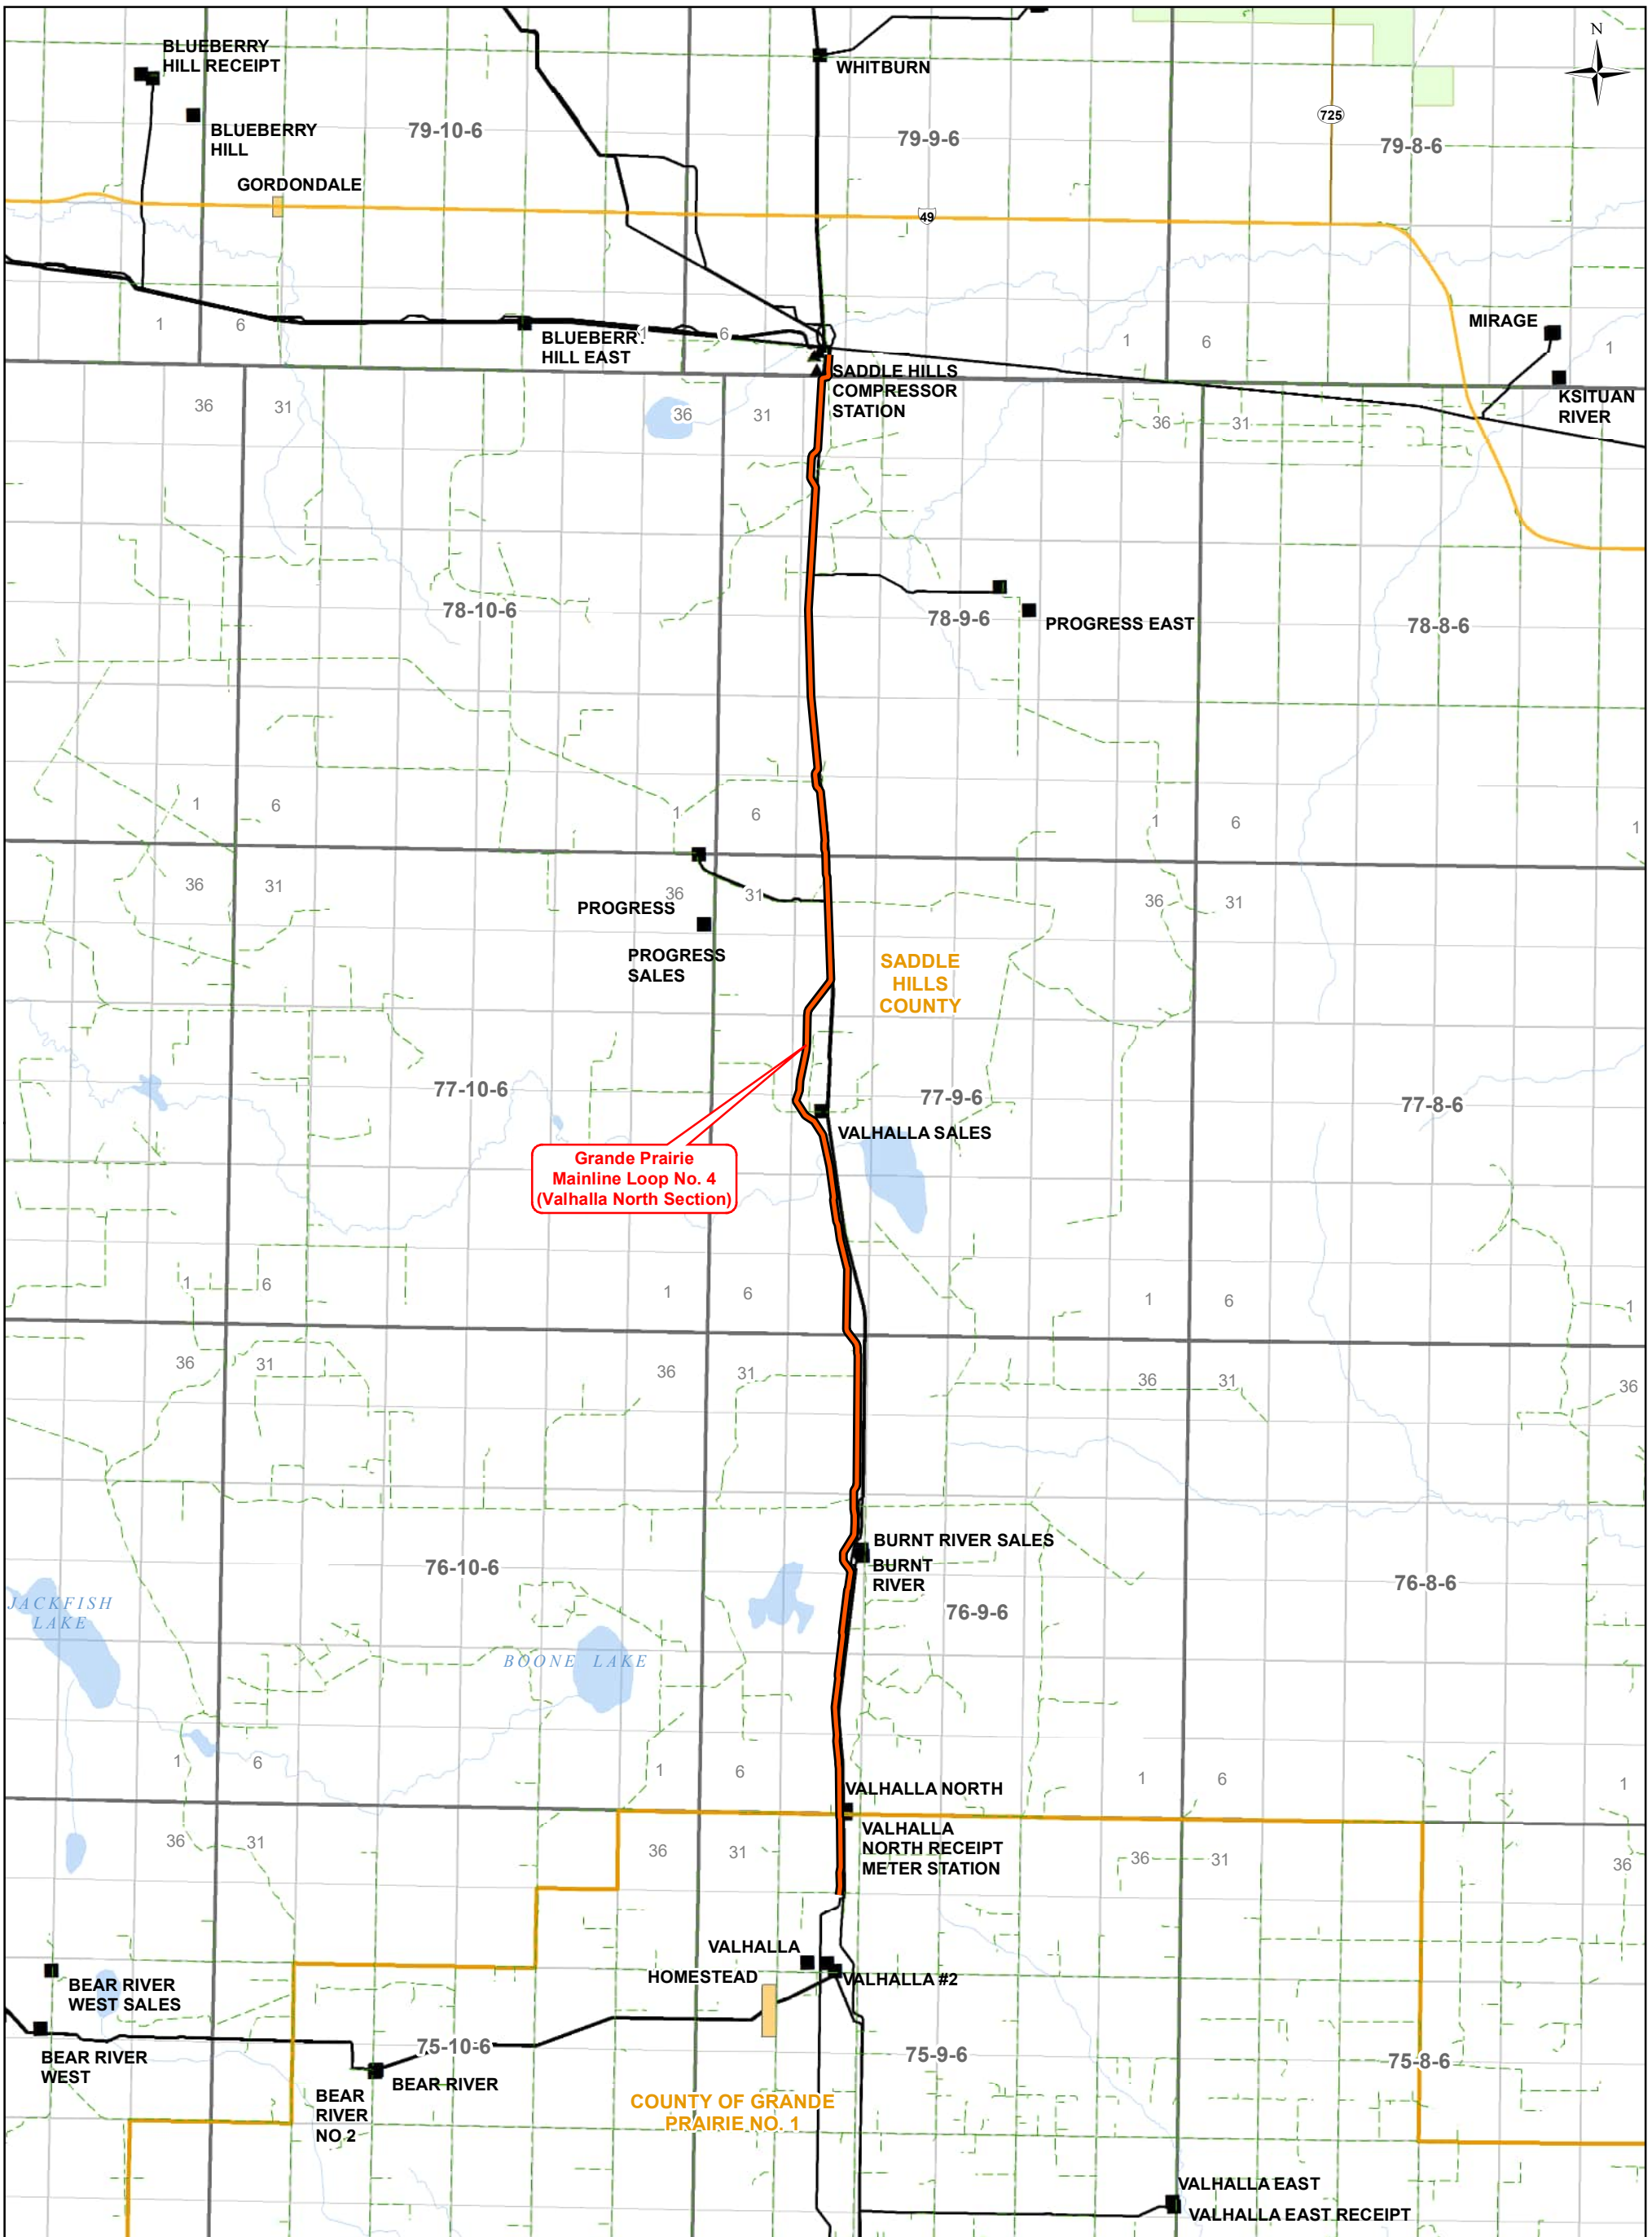 N
BLUEBERRY
HILL RECEIPT
WHITBURN
725
BLUEBERRY
HILL
79-10-6
79-9-6
79-8-6
GORDONDALE
49
1
6
BLUEBERRY
HILL EAST
1
6
1
6
MIRAGE
1
SADDLE HILLS
COMPRESSOR
STATION
KSITUAN
RIVER
36
31
36
31
36
31
78-10-6
78-9-6
PROGRESS EAST
78-8-6
1
6
1
6
1
6
1
36
31
36
31
36
31
PROGRESS
PROGRESS
SALES
SADDLE
HILLS
COUNTY
77-10-6
77-9-6
77-8-6
VALHALLA SALES
Grande Prairie
Mainline Loop No. 4
(Valhalla North Section)
1
6
1
6
1
6
1
36
31
36
31
36
31
36
BURNT RIVER SALES
BURNT
RIVER
76-10-6
76-9-6
76-8-6
JACKFISH
LAKE
BOONE LAKE
1
6
1
6
1
6
1
VALHALLA NORTH
VALHALLA
NORTH RECEIPT
METER STATION
36
31
36
31
36
31
36
VALHALLA
HOMESTEAD
VALHALLA #2
BEAR RIVER
WEST SALES
BEAR RIVER
WEST
75-10-6
75-9-6
75-8-6
BEAR RIVER
BEAR
RIVER
NO 2
COUNTY OF GRANDE
PRAIRIE NO. 1
VALHALLA EAST
VALHALLA EAST RECEIPT